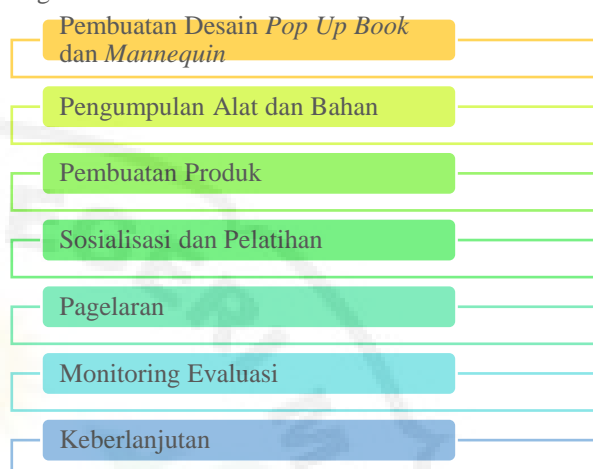 Pembuatan Desain Pop Up Book
dan Mannequin
Pengumpulan Alat dan Bahan
Pembuatan Produk
Sosialisasi dan Pelatihan
Pagelaran
Monitoring Evaluasi
Keberlanjutan